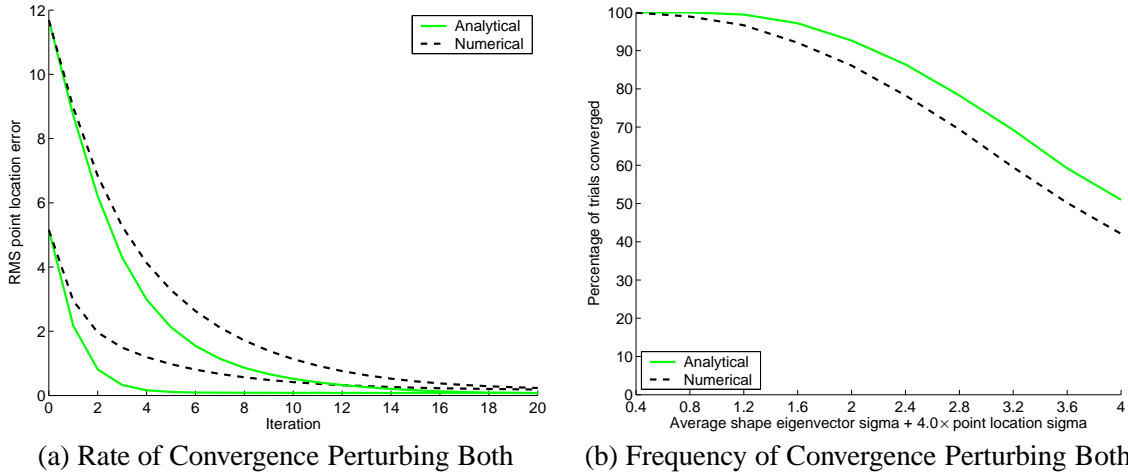 12
10
8
6
4
2
0
RMS point location error
0 2 4 6 8 10 12 14 16 18 20
Iteration
Analytical
Numerical
(a) Rate of Convergence Perturbing Both
100
90
80
70
60
50
40
30
20
10
0
Percentage of trials converged
Analytical
Numerical
0.4 0.8 1.2 1.6 2 2.4 2.8 3.2 3.6 4
Average shape eigenvector sigma + 4.0× point location sigma
(b) Frequency of Convergence Perturbing Both